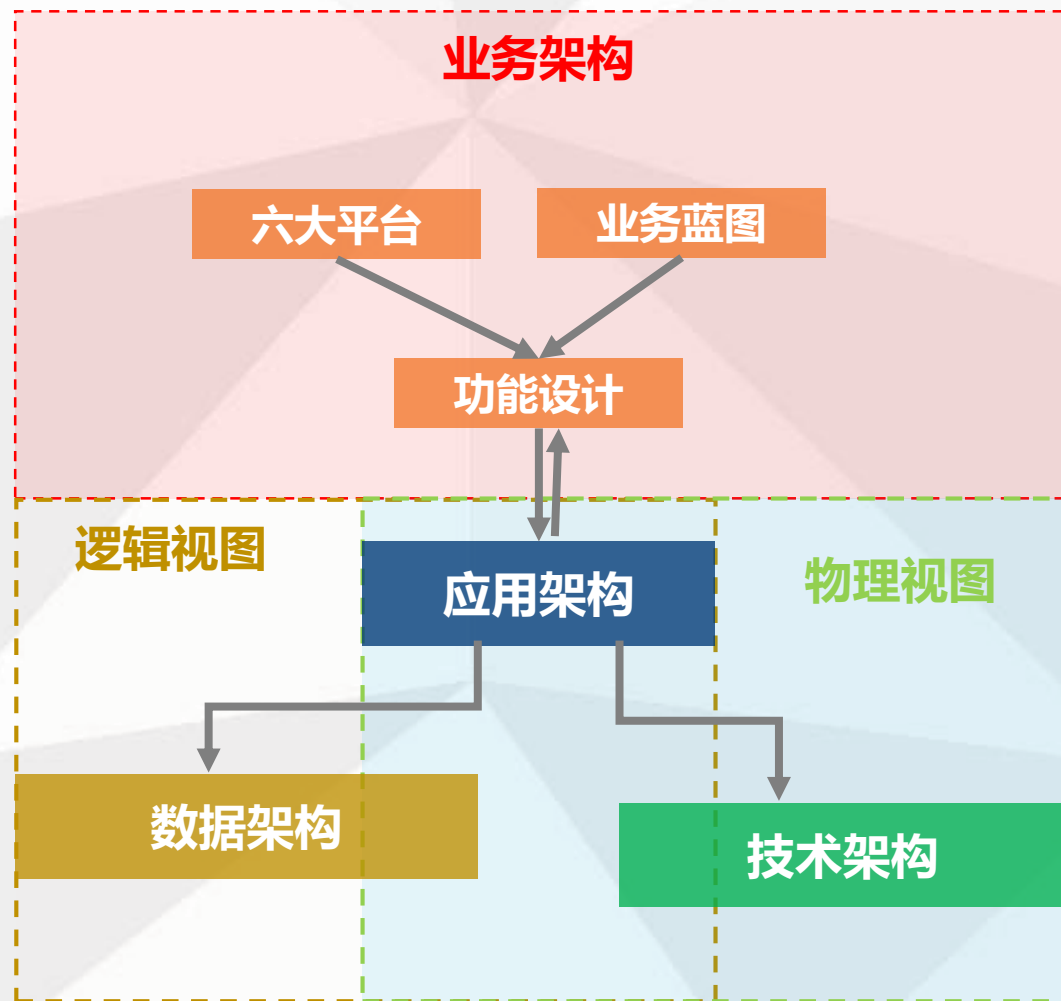 业务架构
六大平台
业务蓝图
功能设计
逻辑视图
应用架构
物理视图
数据架构
技术架构